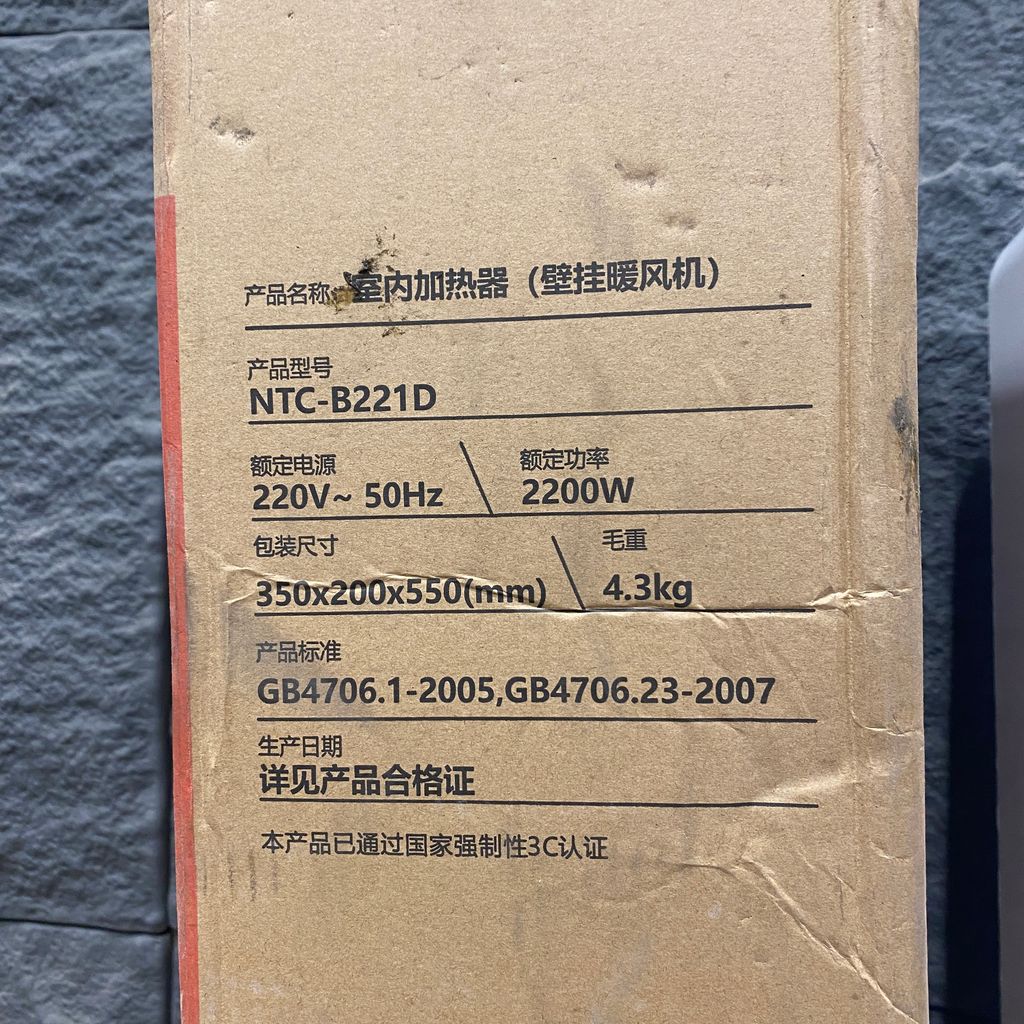 产品名称 室内加热器（壁挂暖风机）
产品型号
NTC-B221D
额定电源 额定功率
220V~ 50Hz 2200W
包装尺寸 毛重
350x200x550(mm) 4.3kg
产品标准
GB4706.1-2005,GB4706.23-2007
生产日期
详见产品合格证
本产品已通过国家强制性3C认证